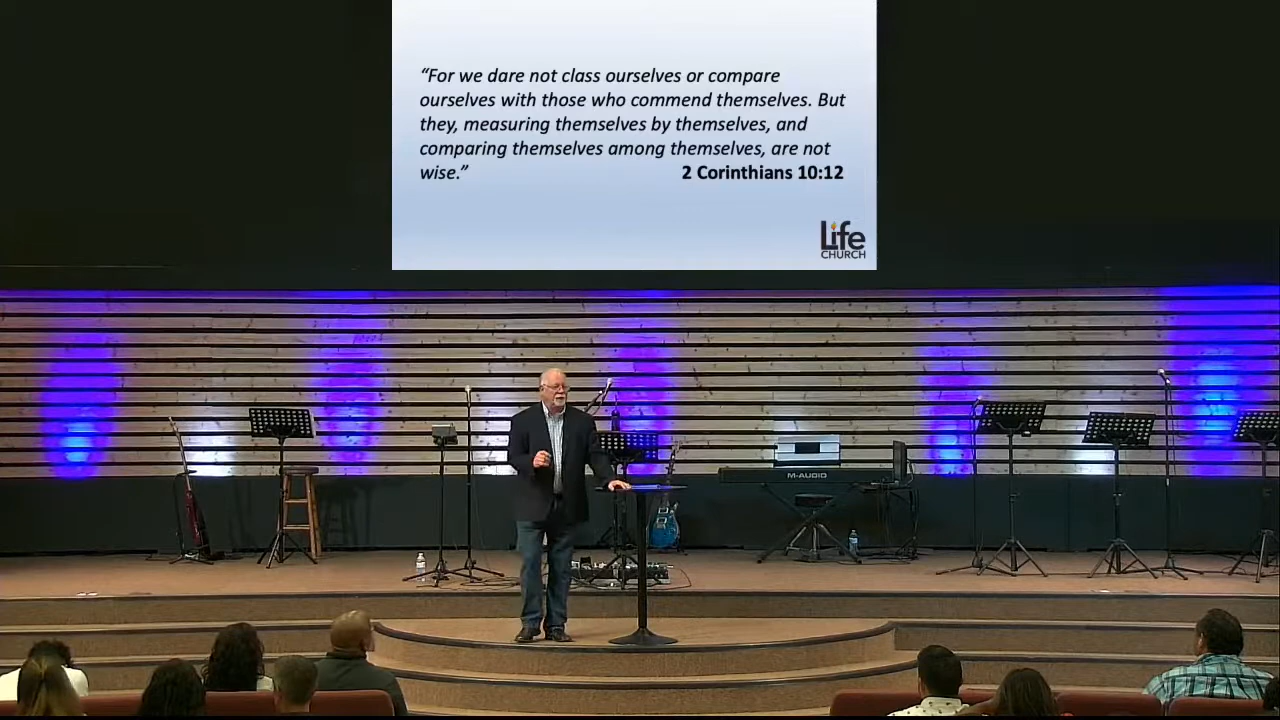 “For we dare not class ourselves or compare
ourselves with those who commend themselves. But
they, measuring themselves by themselves, and
comparing themselves among themselves, are not
wise.” 2 Corinthians 10:12
Life
CHURCH
M-AUDIO